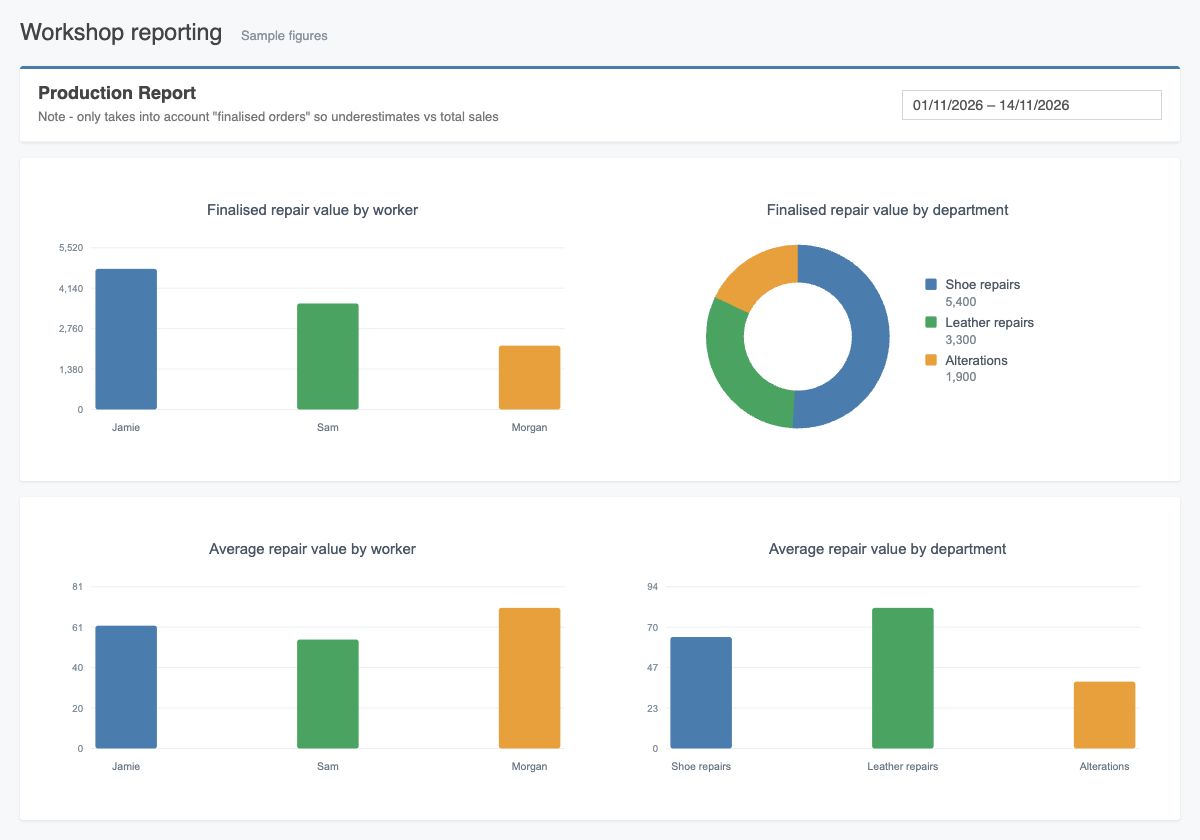 Workshop reporting
Sample figures
Production Report
Note - only takes into account "finalised orders" so underestimates vs total sales
01/11/2026 – 14/11/2026
Finalised repair value by worker
5,520
4,140
2,760
1,380
0
Jamie
Sam
Morgan
Finalised repair value by department
Shoe repairs
5,400
Leather repairs
3,300
Alterations
1,900
Average repair value by worker
81
61
40
20
0
Jamie
Sam
Morgan
Average repair value by department
94
70
47
23
0
Shoe repairs
Leather repairs
Alterations